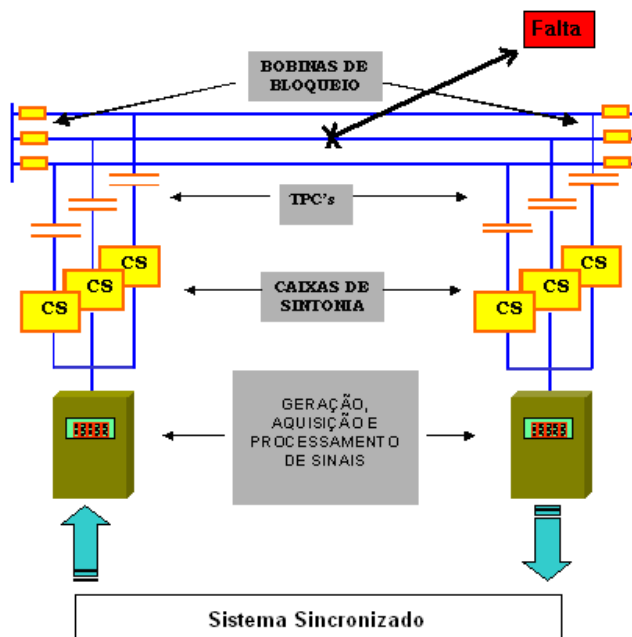 Falta
BOBINAS DE
BLOQUEIO
TPC's
CS
CS
CS
CS
CS
CS
CAIXAS DE
SINTONIA
GERAÇÃO,
AQUISIÇÃO E
PROCESSAMENTO
DE SINAIS
Sistema Sincronizado